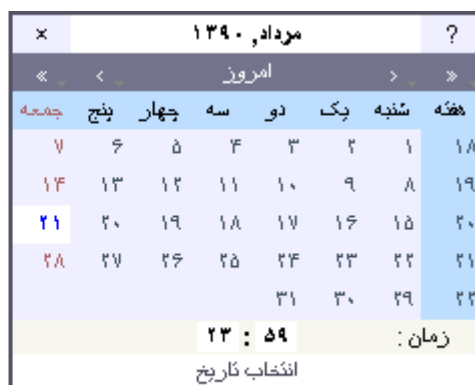 ? مرداد, ۱۳۹۰ ×
» › امروز ‹ «
هفته شنبه یک دو سه چهار پنج جمعه
۱۸ ۱ ۲ ۳ ۴ ۵ ۶ ۷
۱۹ ۸ ۹ ۱۰ ۱۱ ۱۲ ۱۳ ۱۴
۲۰ ۱۵ ۱۶ ۱۷ ۱۸ ۱۹ ۲۰ ۲۱
۲۱ ۲۲ ۲۳ ۲۴ ۲۵ ۲۶ ۲۷ ۲۸
۲۲ ۲۹ ۳۰ ۳۱
زمان: ۲۳ : ۵۹
انتخاب تاریخ